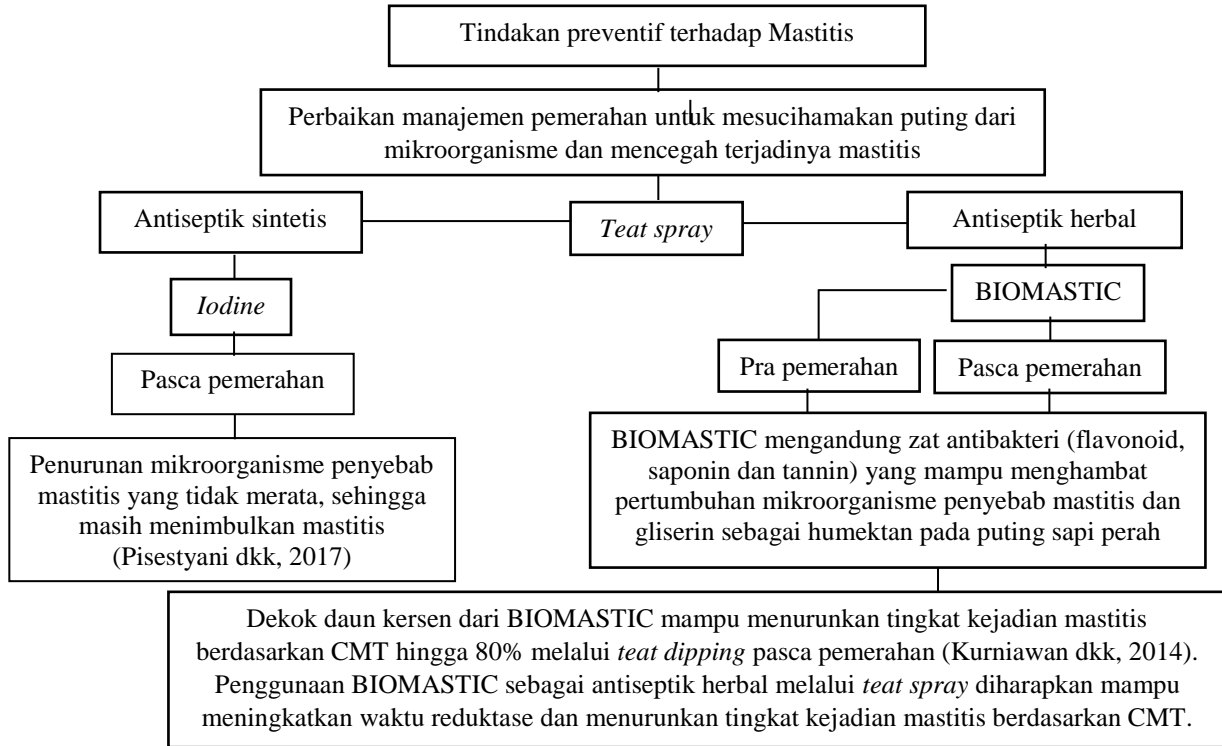 Tindakan preventif terhadap Mastitis
Perbaikan manajemen pemerahan untuk mesucihamakan puting dari
mikroorganisme dan mencegah terjadinya mastitis
Antiseptik sintetis
Teat spray
Antiseptik herbal
Iodine
BIOMASTIC
Pasca pemerahan
Pra pemerahan
Pasca pemerahan
Penurunan mikroorganisme penyebab
mastitis yang tidak merata, sehingga
masih menimbulkan mastitis
(Pisestyani dkk, 2017)
BIOMASTIC mengandung zat antibakteri (flavonoid,
saponin dan tannin) yang mampu menghambat
pertumbuhan mikroorganisme penyebab mastitis dan
gliserin sebagai humektan pada puting sapi perah
Dekok daun kersen dari BIOMASTIC mampu menurunkan tingkat kejadian mastitis
berdasarkan CMT hingga 80% melalui teat dipping pasca pemerahan (Kurniawan dkk, 2014).
Penggunaan BIOMASTIC sebagai antiseptik herbal melalui teat spray diharapkan mampu
meningkatkan waktu reduktase dan menurunkan tingkat kejadian mastitis berdasarkan CMT.